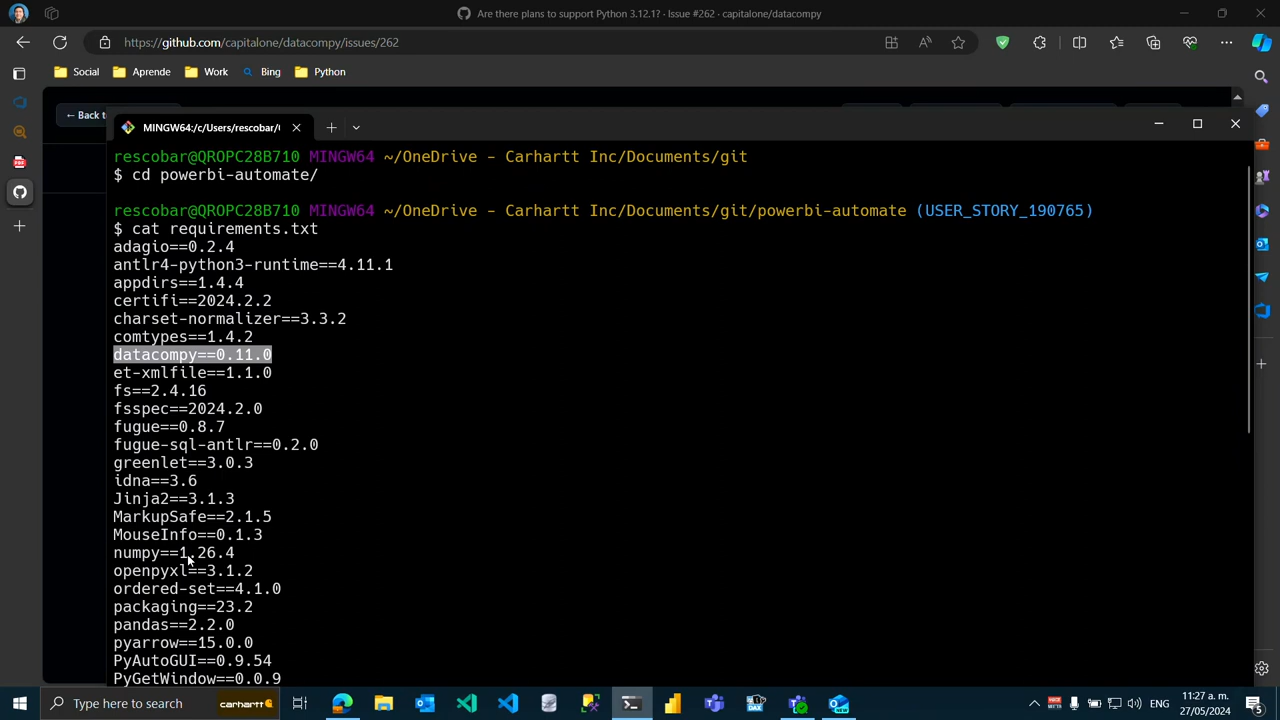 Are there plans to support Python 3.12.1? · Issue #262 · capitalone/datacompy
https://github.com/capitalone/datacompy/issues/262
Social Aprende Work Bing Python
← Back t
MINGW64:/c/Users/rescobar/
rescobar@QROPC28B710 MINGW64 ~/OneDrive - Carhartt Inc/Documents/git
$ cd powerbi-automate/
rescobar@QROPC28B710 MINGW64 ~/OneDrive - Carhartt Inc/Documents/git/powerbi-automate (USER_STORY_190765)
$ cat requirements.txt
adagio==0.2.4
antlr4-python3-runtime==4.11.1
appdirs==1.4.4
certifi==2024.2.2
charset-normalizer==3.3.2
comtypes==1.4.2
datacompy==0.11.0
et-xmlfile==1.1.0
fs==2.4.16
fsspec==2024.2.0
fugue==0.8.7
fugue-sql-antlr==0.2.0
greenlet==3.0.3
idna==3.6
Jinja2==3.1.3
MarkupSafe==2.1.5
MouseInfo==0.1.3
numpy==1.26.4
openpyxl==3.1.2
ordered-set==4.1.0
packaging==23.2
pandas==2.2.0
pyarrow==15.0.0
PyAutoGUI==0.9.54
PyGetWindow==0.0.9
Type here to search
carhartt
ENG
11:27 a. m.
27/05/2024
5